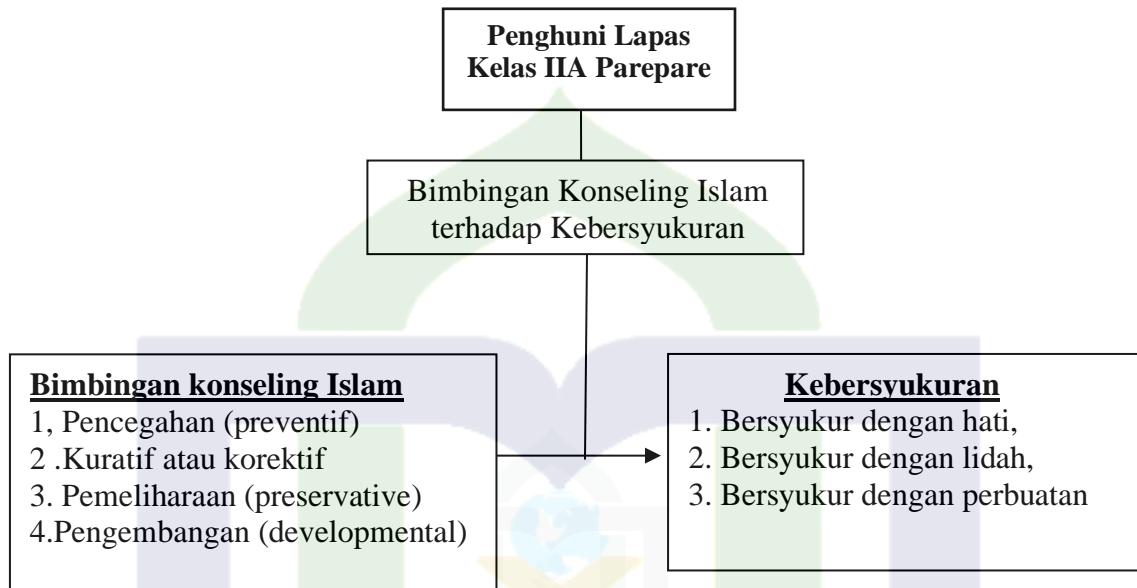 Penghuni Lapas
Kelas IIA Parepare
Bimbingan Konseling Islam
terhadap Kebersyukuran
Bimbingan konseling Islam
1, Pencegahan (preventif)
2 .Kuratif atau korektif
3. Pemeliharaan (preservative)
4.Pengembangan (developmental)
Kebersyukuran
1. Bersyukur dengan hati,
2. Bersyukur dengan lidah,
3. Bersyukur dengan perbuatan